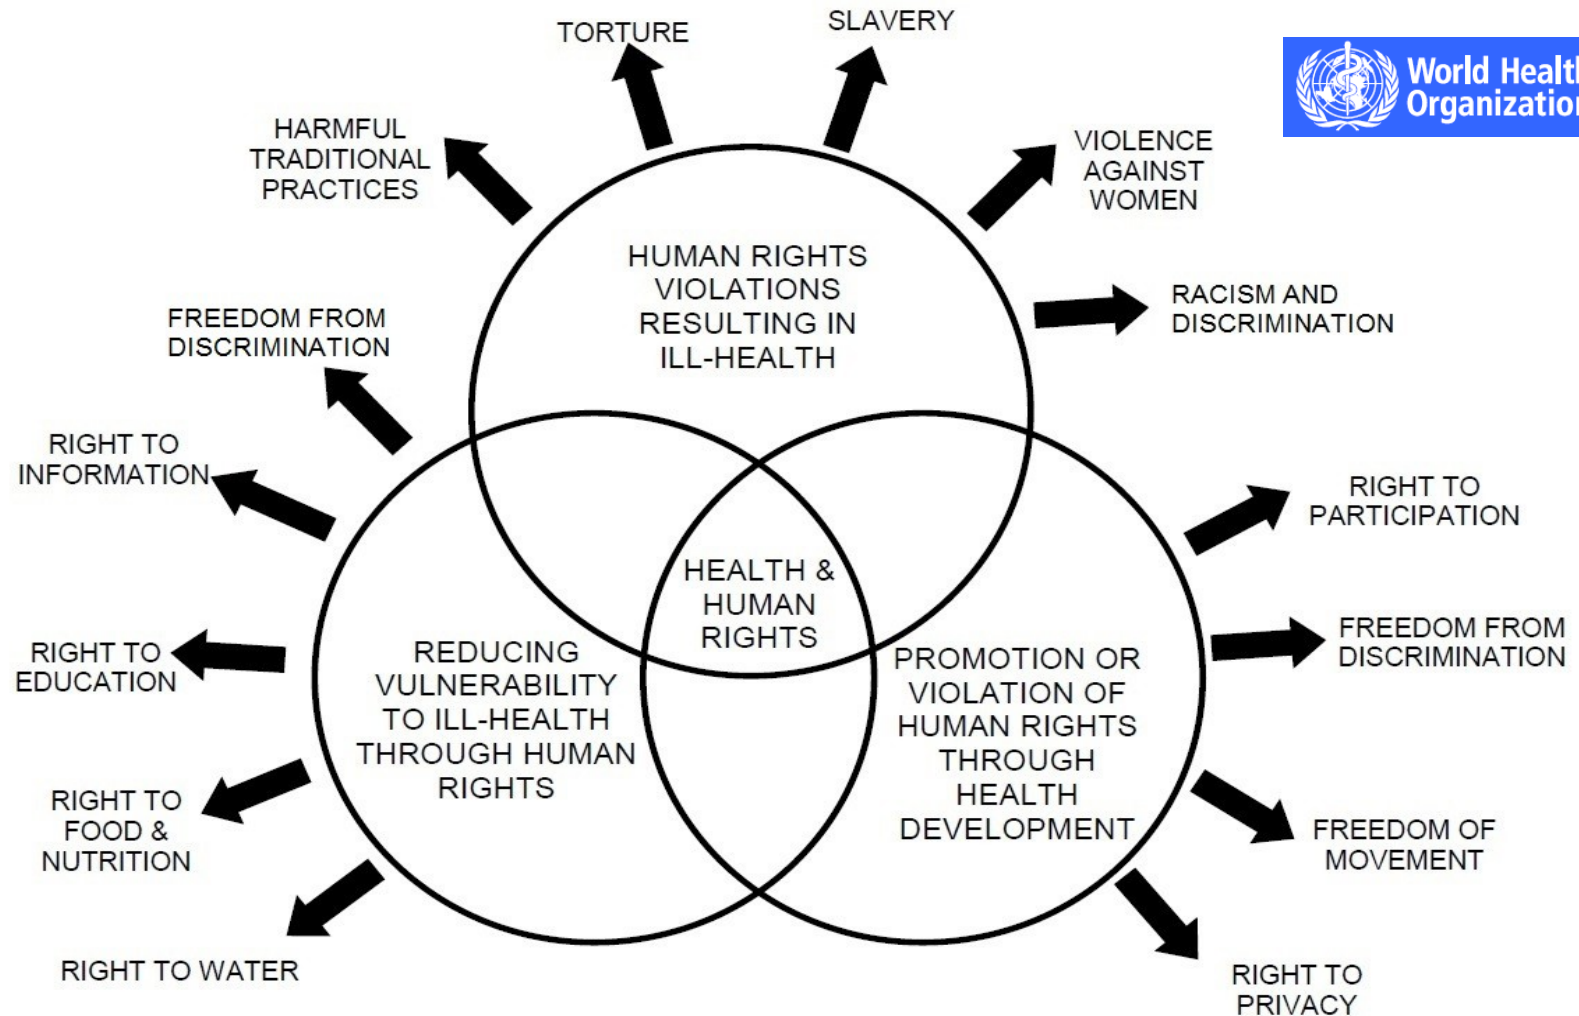 TORTURE
SLAVERY
World Health
Organization
HARMFUL
TRADITIONAL
PRACTICES
VIOLENCE
AGAINST
WOMEN
HUMAN RIGHTS
VIOLATIONS
RESULTING IN
ILL-HEALTH
RACISM AND
DISCRIMINATION
FREEDOM FROM
DISCRIMINATION
RIGHT TO
INFORMATION
RIGHT TO
PARTICIPATION
HEALTH &
HUMAN
RIGHTS
RIGHT TO
EDUCATION
REDUCING
VULNERABILITY
TO ILL-HEALTH
THROUGH HUMAN
RIGHTS
PROMOTION OR
VIOLATION OF
HUMAN RIGHTS
THROUGH
HEALTH
DEVELOPMENT
FREEDOM FROM
DISCRIMINATION
RIGHT TO
FOOD &
NUTRITION
FREEDOM OF
MOVEMENT
RIGHT TO WATER
RIGHT TO
PRIVACY